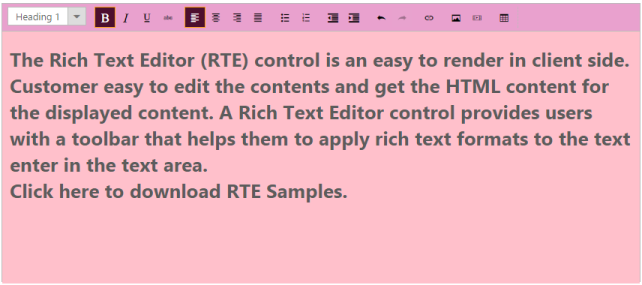 Heading 1
B I U abc
The Rich Text Editor (RTE) control is an easy to render in client side.
Customer easy to edit the contents and get the HTML content for
the displayed content. A Rich Text Editor control provides users
with a toolbar that helps them to apply rich text formats to the text
enter in the text area.
Click here to download RTE Samples.